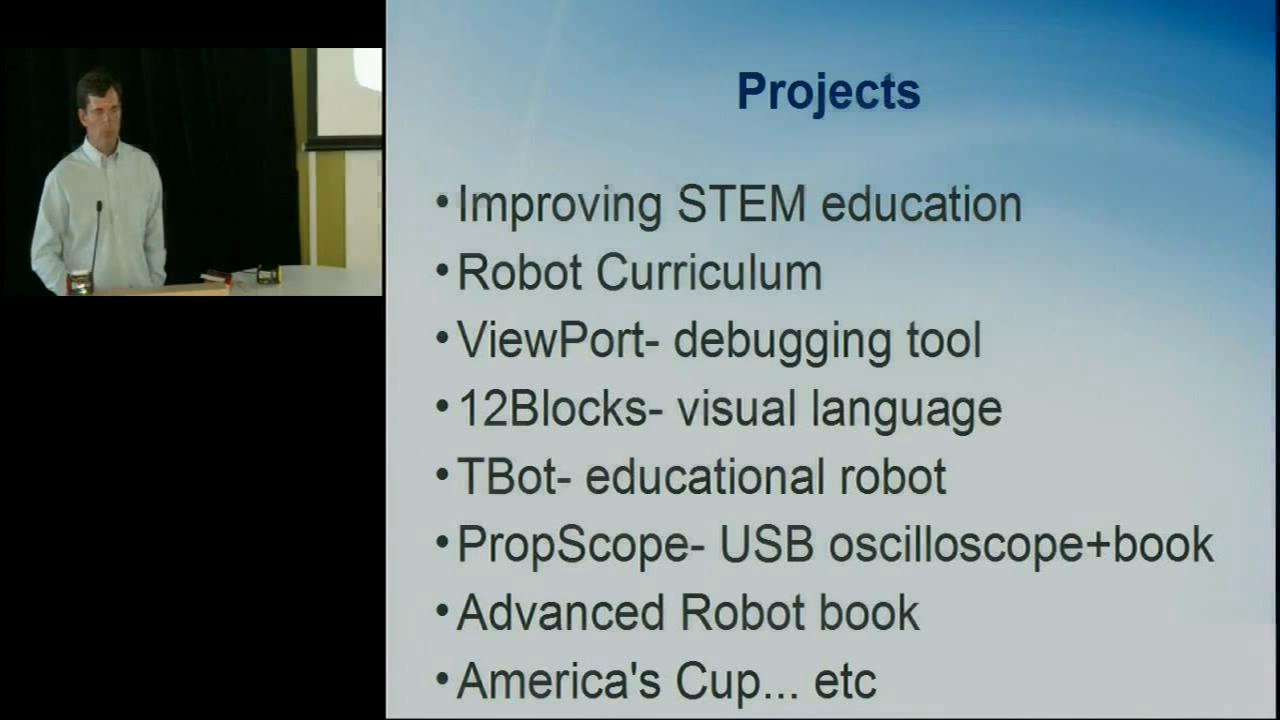 Projects
• Improving STEM education
• Robot Curriculum
• ViewPort- debugging tool
• 12Blocks- visual language
• TBot- educational robot
• PropScope- USB oscilloscope+book
• Advanced Robot book
• America's Cup... etc